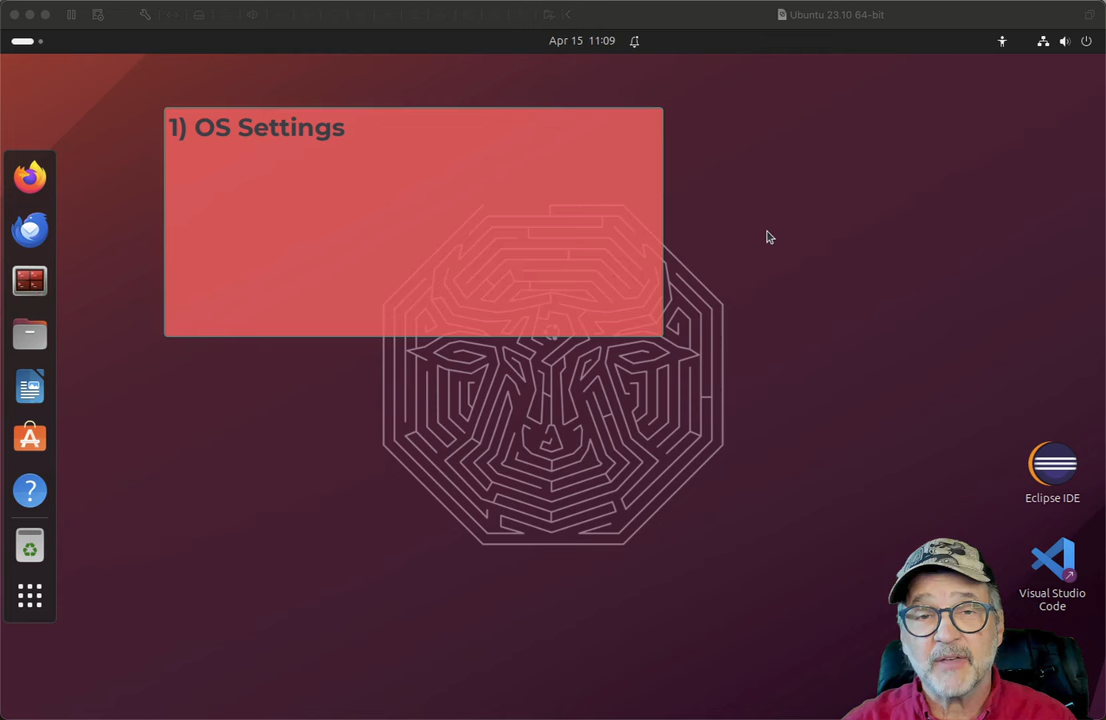 Ubuntu 23.10 64-bit
Apr 15 11:09
1) OS Settings
Eclipse IDE
Visual Studio
Code